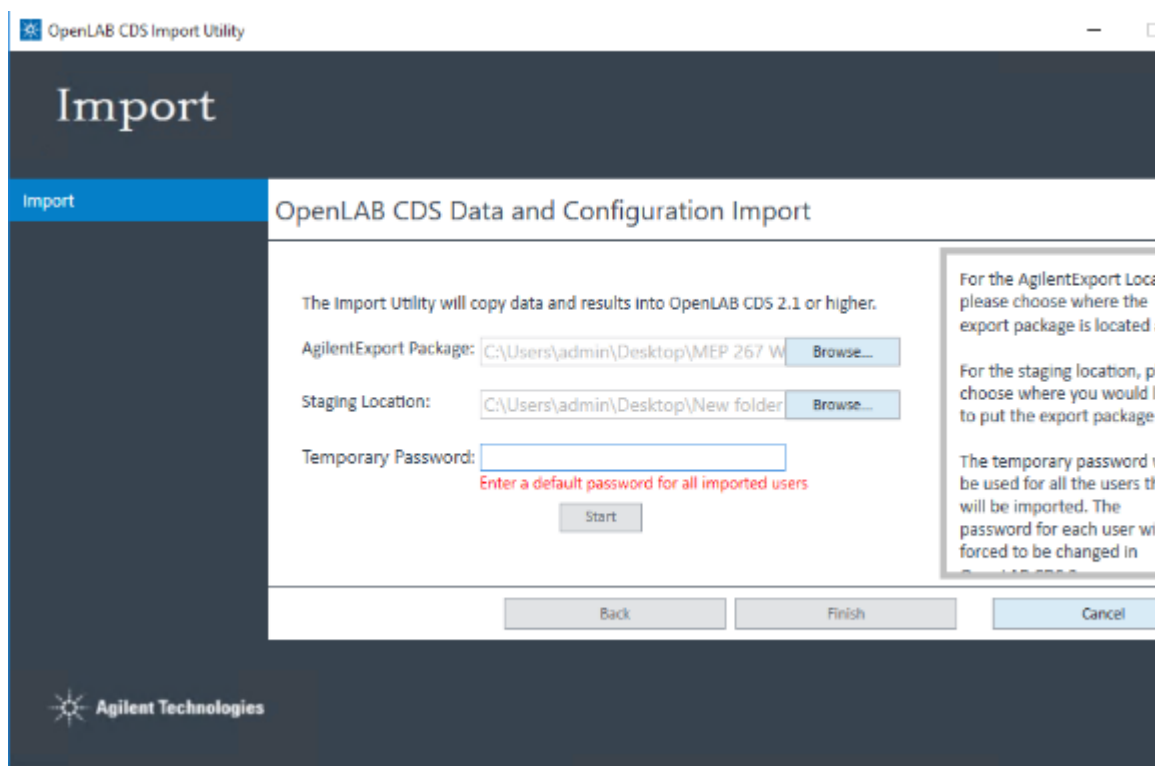 OpenLAB CDS Import Utility
Import
Import
OpenLAB CDS Data and Configuration Import
The Import Utility will copy data and results into OpenLAB CDS 2.1 or higher.
AgilentExport Package: C:\Users\admin\Desktop\MEP 267 W Browse...
Staging Location: C:\Users\admin\Desktop\New folder Browse...
Temporary Password:
Enter a default password for all imported users
Start
For the AgilentExport Loca
please choose where the
export package is located
For the staging location, p
choose where you would
to put the export package
The temporary password
be used for all the users th
will be imported. The
password for each user wi
forced to be changed in
Back Finish Cancel
Agilent Technologies